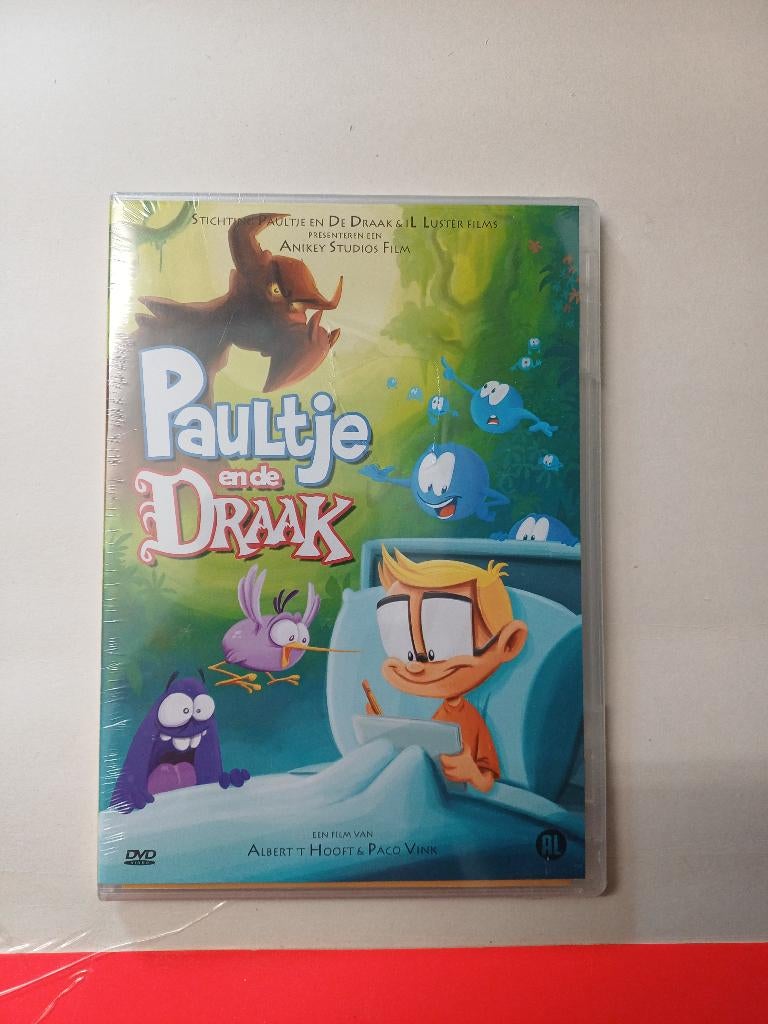 STICHTING PAULTJE EN DE DRAAK & IL LUSTER FILMS
PRESENTEREN EEN
ANIKEY STUDIOS FILM
PAULTJE
en de
DRAAK
EEN FILM VAN
ALBERT 'T HOOFT & PACO VINK
DVD
VIDEO
AL